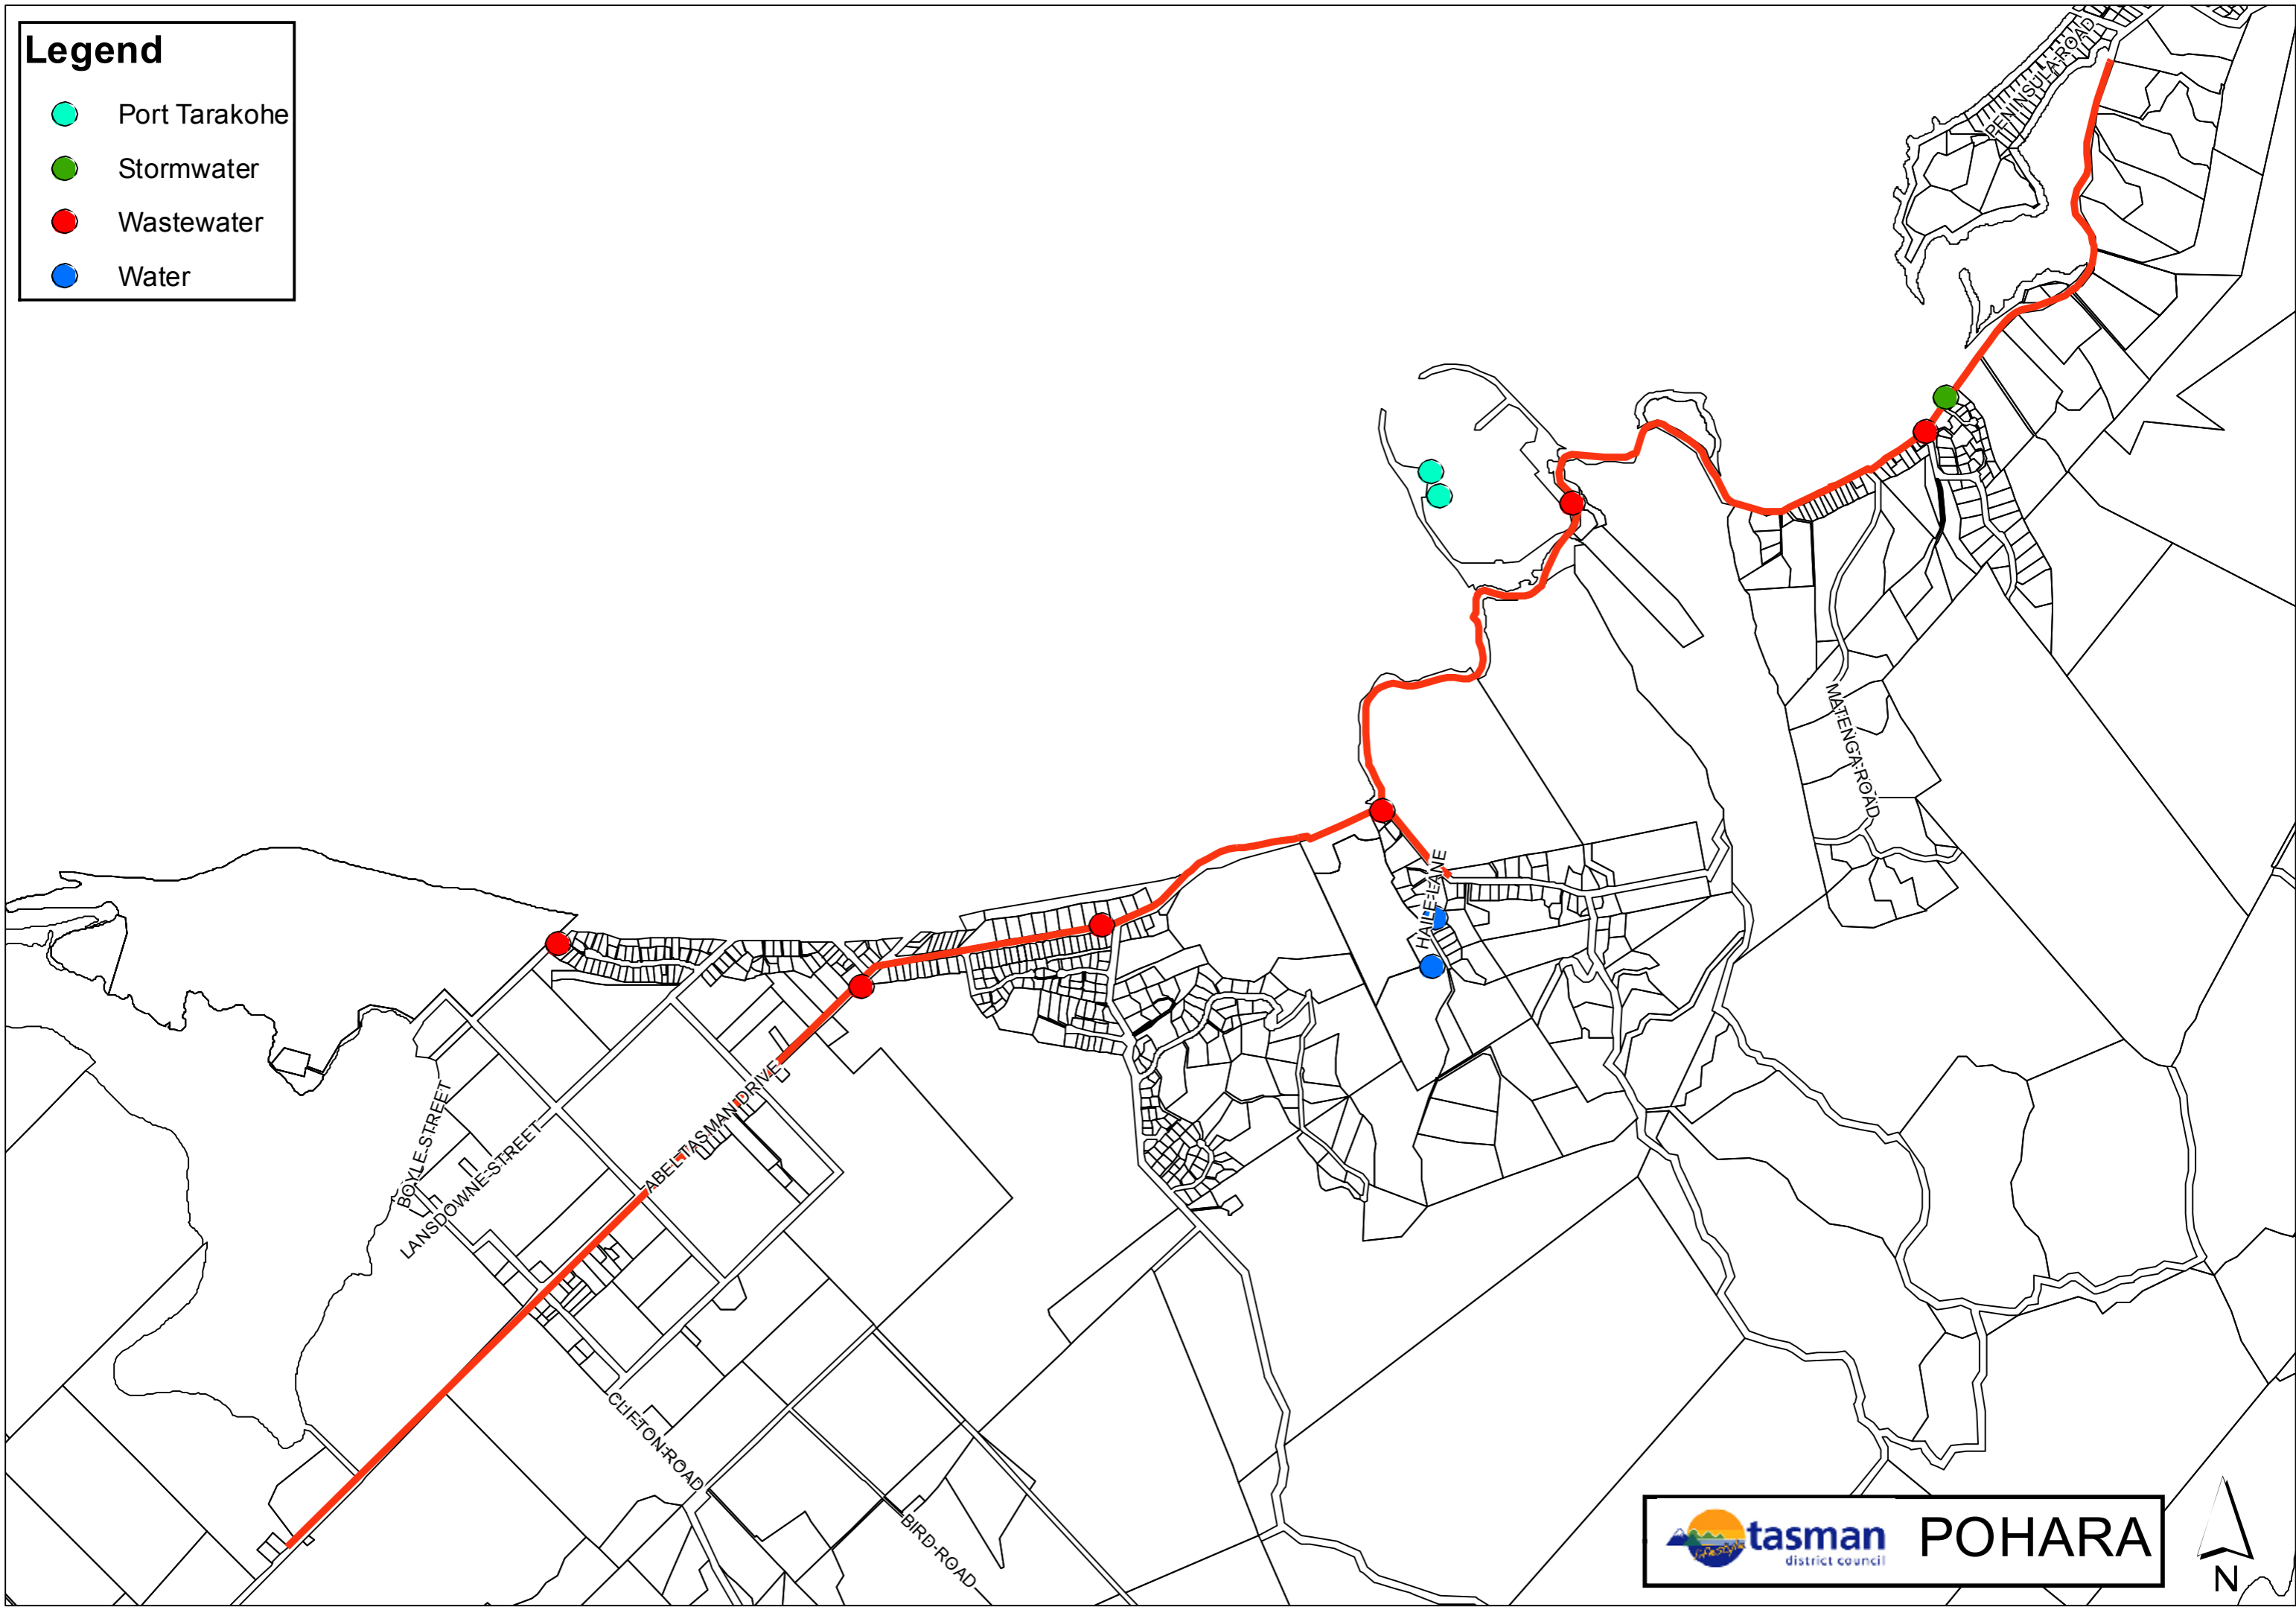 Legend
Port Tarakohe
Stormwater
Wastewater
Water
PENINSULA ROAD
MATENGA ROAD
HAILE LANE
ABEL TASMAN DRIVE
BOYLE STREET
LANSDOWNE STREET
CLIFTON ROAD
BIRD ROAD
tasman
district council
POHARA
N